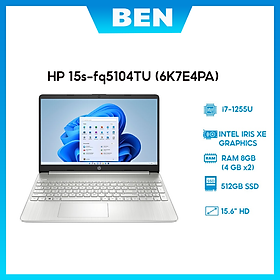 BEN
HP 15s-fq5104TU (6K7E4PA)
i7-1255U
INTEL IRIS XE
GRAPHICS
RAM 8GB
(4 GB x2)
512GB SSD
15.6" HD